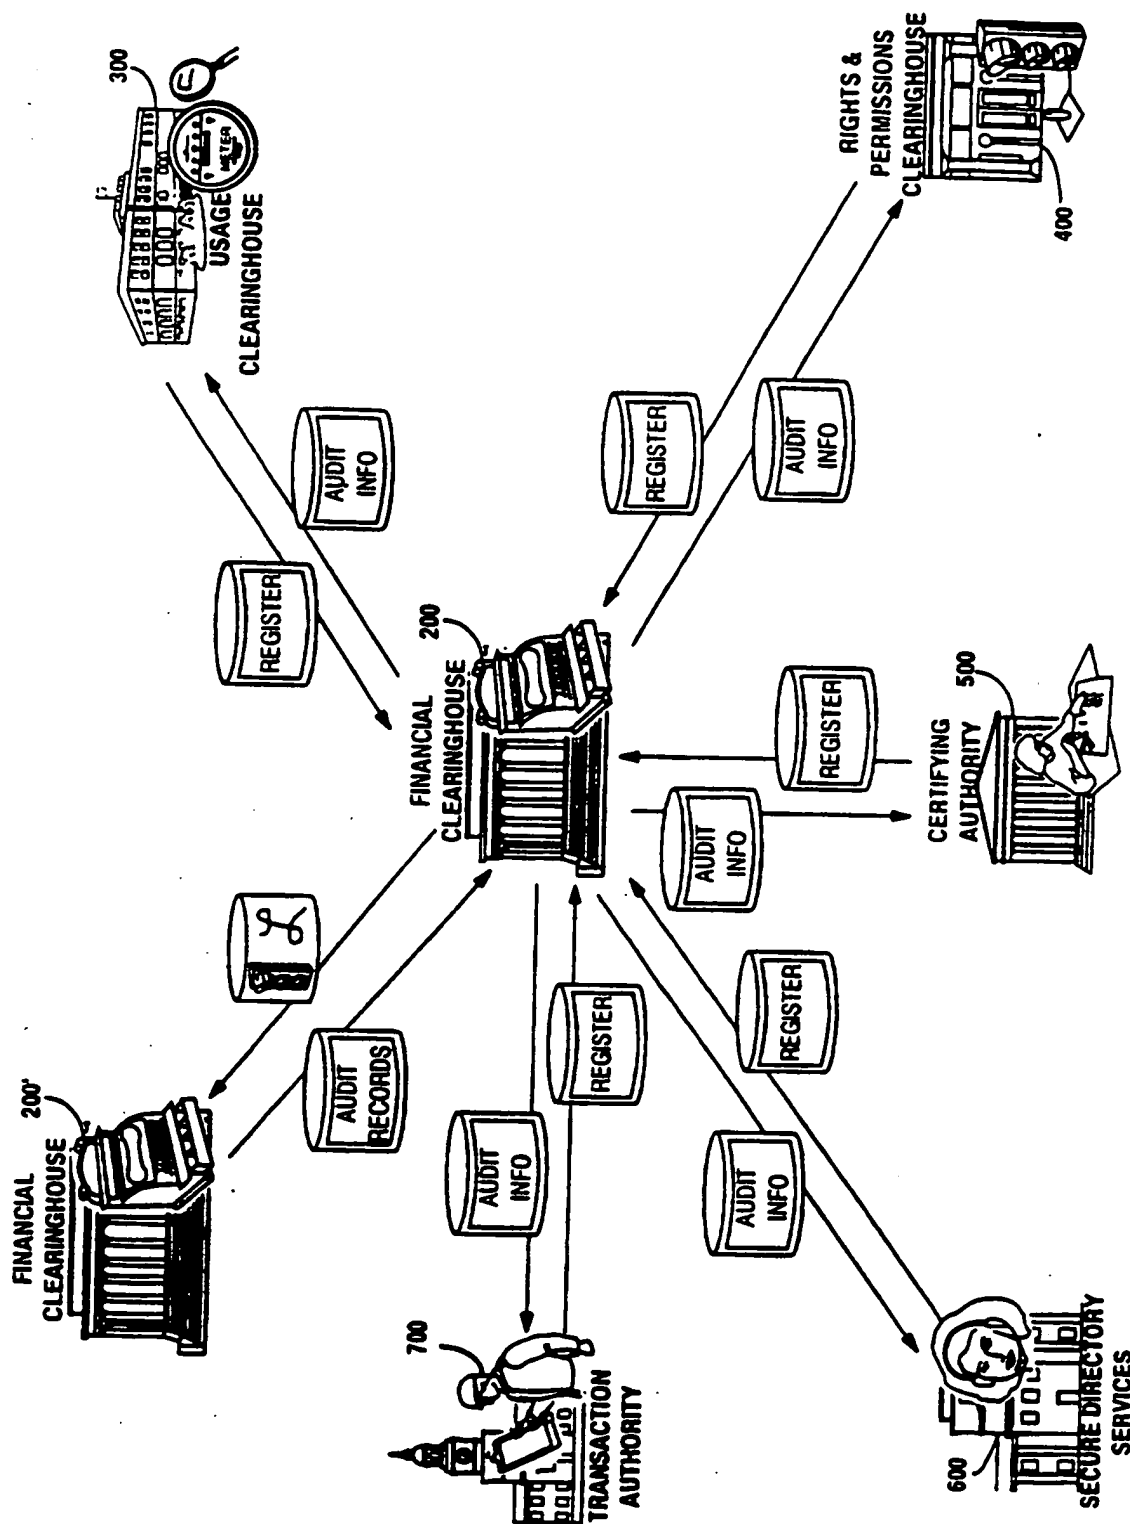 FINANCIAL
CLEARINGHOUSE
200'
FINANCIAL
CLEARINGHOUSE
200
USAGE
CLEARINGHOUSE
300
METER
REGISTER
AUDIT
INFO
AUDIT
RECORDS
TRANSACTION
AUTHORITY
700
AUDIT
INFO
REGISTER
REGISTER
AUDIT
INFO
RIGHTS &
PERMISSIONS
CLEARINGHOUSE
400
AUDIT
INFO
REGISTER
CERTIFYING
AUTHORITY
500
AUDIT
INFO
REGISTER
SECURE DIRECTORY
SERVICES
600